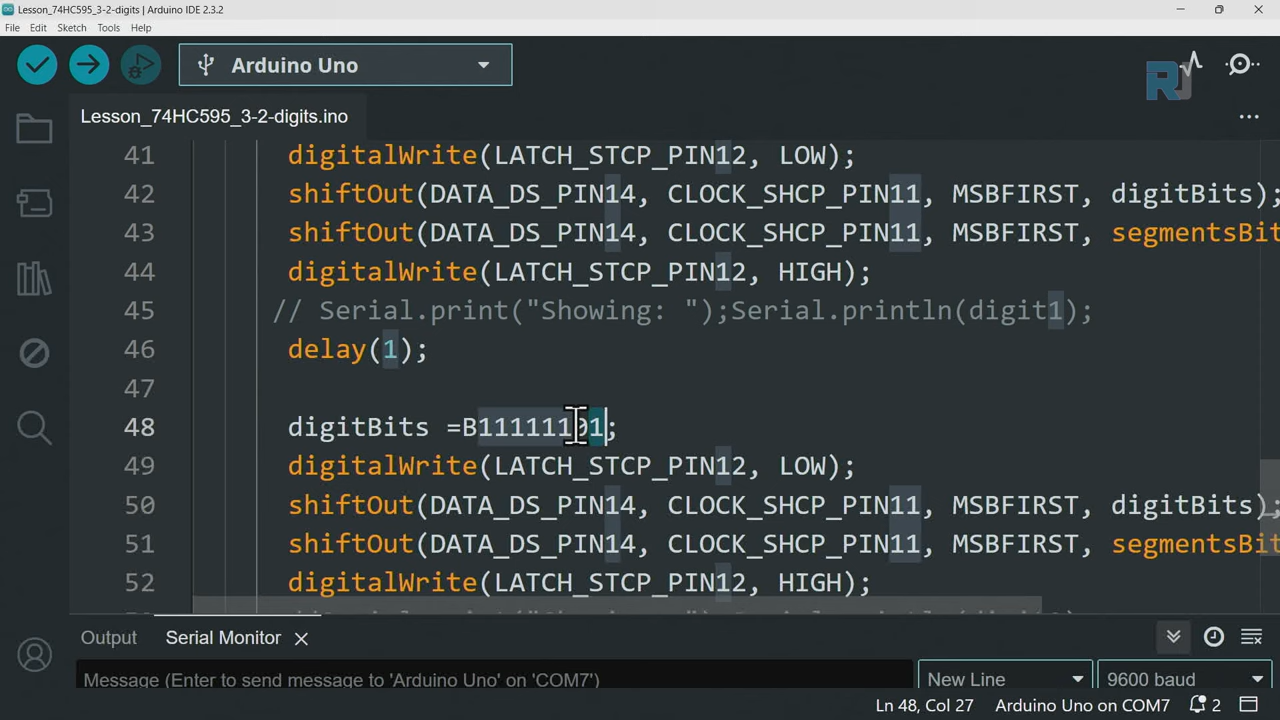 Lesson_74HC595_3-2-digits | Arduino IDE 2.3.2
File Edit Sketch Tools Help
Arduino Uno
RJ
Lesson_74HC595_3-2-digits.ino
41 digitalWrite(LATCH_STCP_PIN12, LOW);
42 shiftOut(DATA_DS_PIN14, CLOCK_SHCP_PIN11, MSBFIRST, digitBits);
43 shiftOut(DATA_DS_PIN14, CLOCK_SHCP_PIN11, MSBFIRST, segmentsBit
44 digitalWrite(LATCH_STCP_PIN12, HIGH);
45 // Serial.print("Showing: ");Serial.println(digit1);
46 delay(1);
47
48 digitBits =B11111101;
49 digitalWrite(LATCH_STCP_PIN12, LOW);
50 shiftOut(DATA_DS_PIN14, CLOCK_SHCP_PIN11, MSBFIRST, digitBits);
51 shiftOut(DATA_DS_PIN14, CLOCK_SHCP_PIN11, MSBFIRST, segmentsBit
52 digitalWrite(LATCH_STCP_PIN12, HIGH);
Output Serial Monitor
Message (Enter to send message to 'Arduino Uno' on 'COM7') New Line 9600 baud
Ln 48, Col 27 Arduino Uno on COM7 2